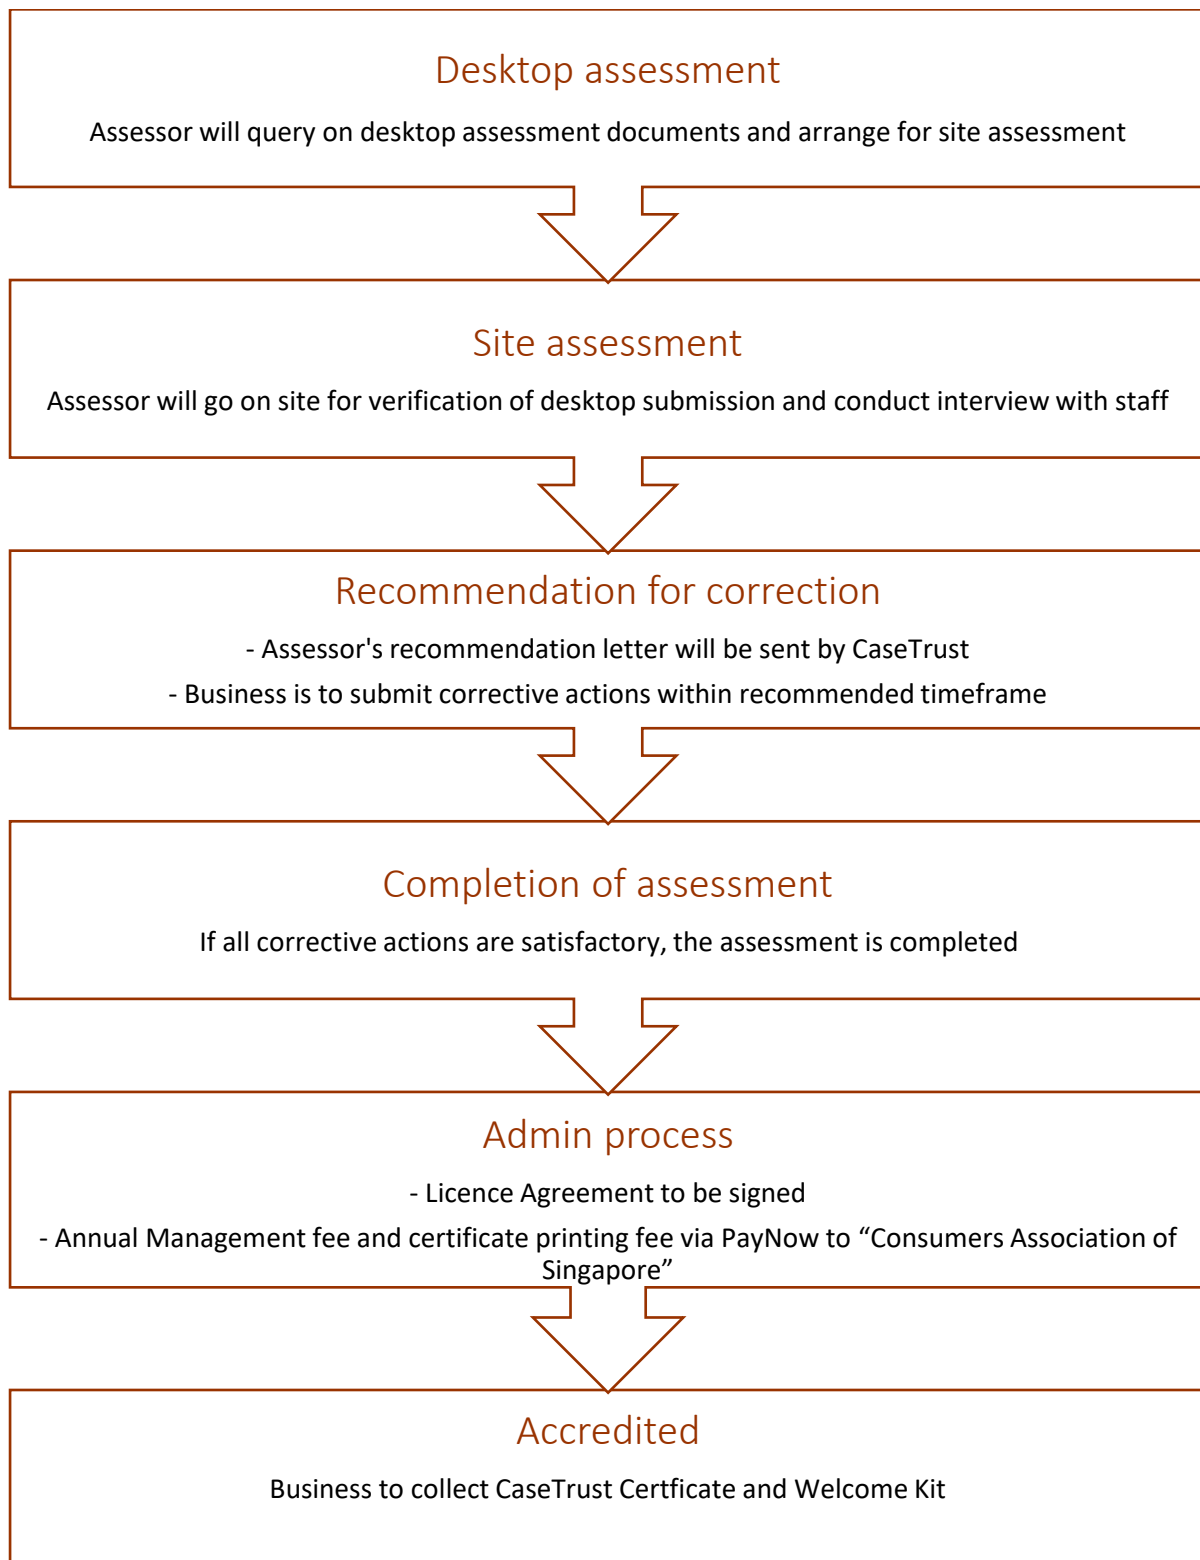 Desktop assessment
Assessor will query on desktop assessment documents and arrange for site assessment
Site assessment
Assessor will go on site for verification of desktop submission and conduct interview with staff
Recommendation for correction
- Assessor's recommendation letter will be sent by CaseTrust
- Business is to submit corrective actions within recommended timeframe
Completion of assessment
If all corrective actions are satisfactory, the assessment is completed
Admin process
- Licence Agreement to be signed
- Annual Management fee and certificate printing fee via PayNow to “Consumers Association of
Singapore”
Accredited
Business to collect CaseTrust Certficate and Welcome Kit